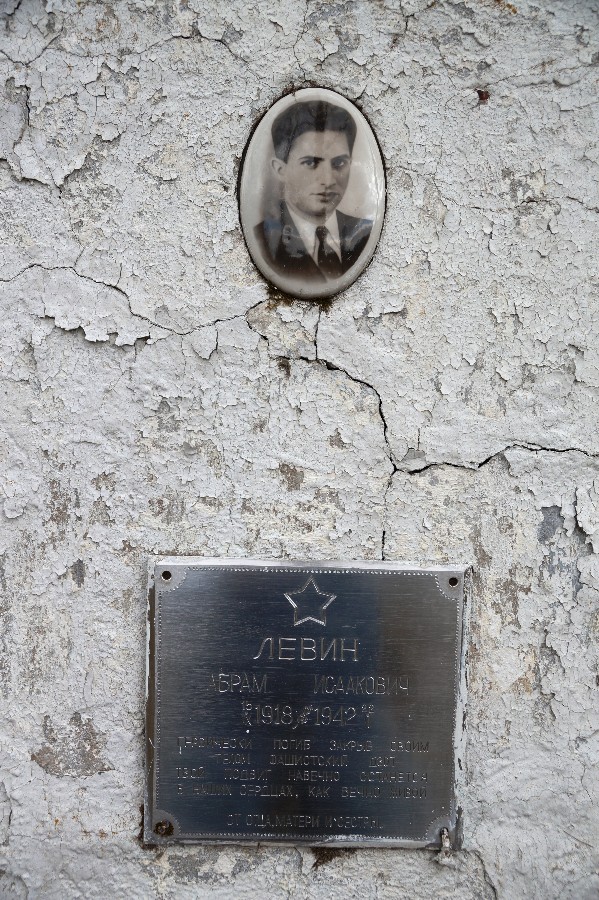 ЛЕВИН
АБРАМ ИСААКОВИЧ
(1918) 1942
ГЕРОИЧЕСКИ ПОГИБ ЗАКРЫВ СВОИМ
ТЕЛОМ ФАШИСТСКИЙ ДЗОТ
ТВОЙ ПОДВИГ НАВЕЧНО ОСТАНЕТСЯ
В НАШИХ СЕРДЦАХ, КАК ВЕЧНО ЖИВОЙ
ОТ ОТЦА, МАТЕРИ И СЕСТРЫ